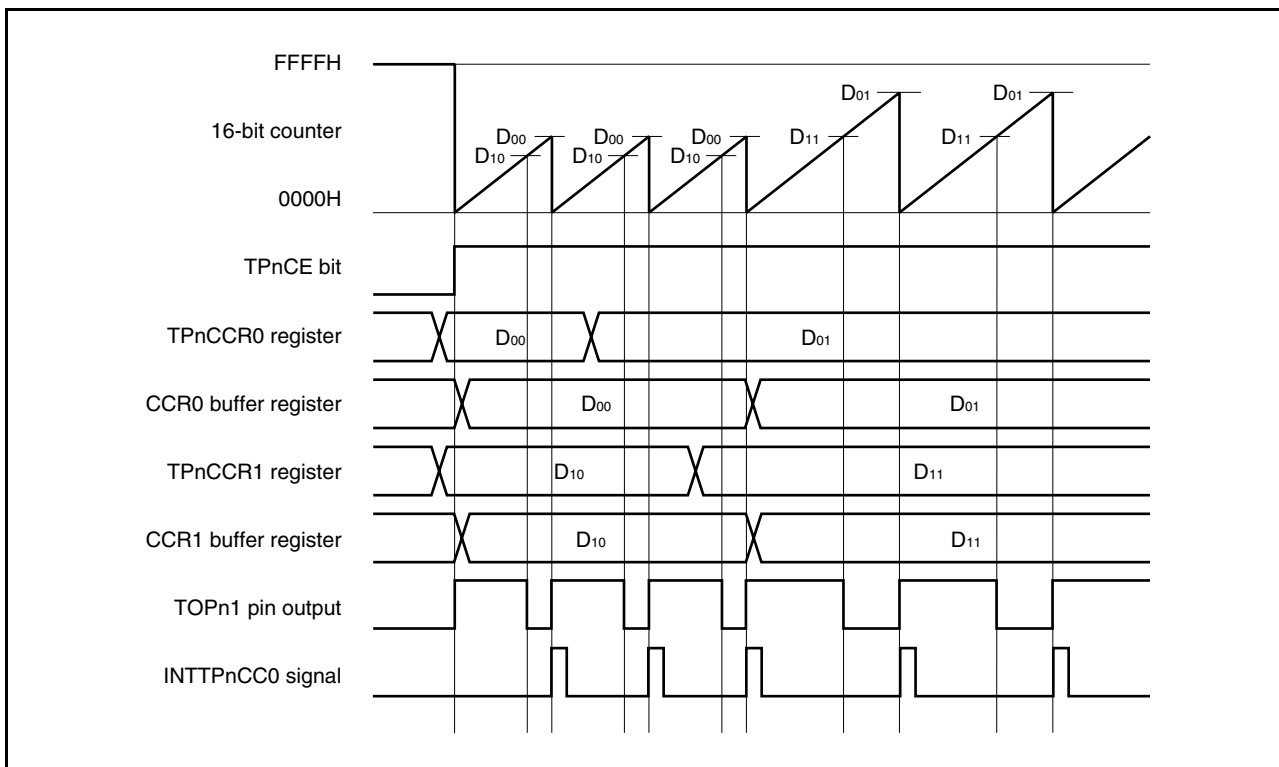 FFFFH
D01 D01
16-bit counter D00 D00 D00 D11 D11
D10 D10 D10
0000H
TPnCE bit
TPnCCR0 register D00 D01
CCR0 buffer register D00 D01
TPnCCR1 register D10 D11
CCR1 buffer register D10 D11
TOPn1 pin output
INTTPnCC0 signal